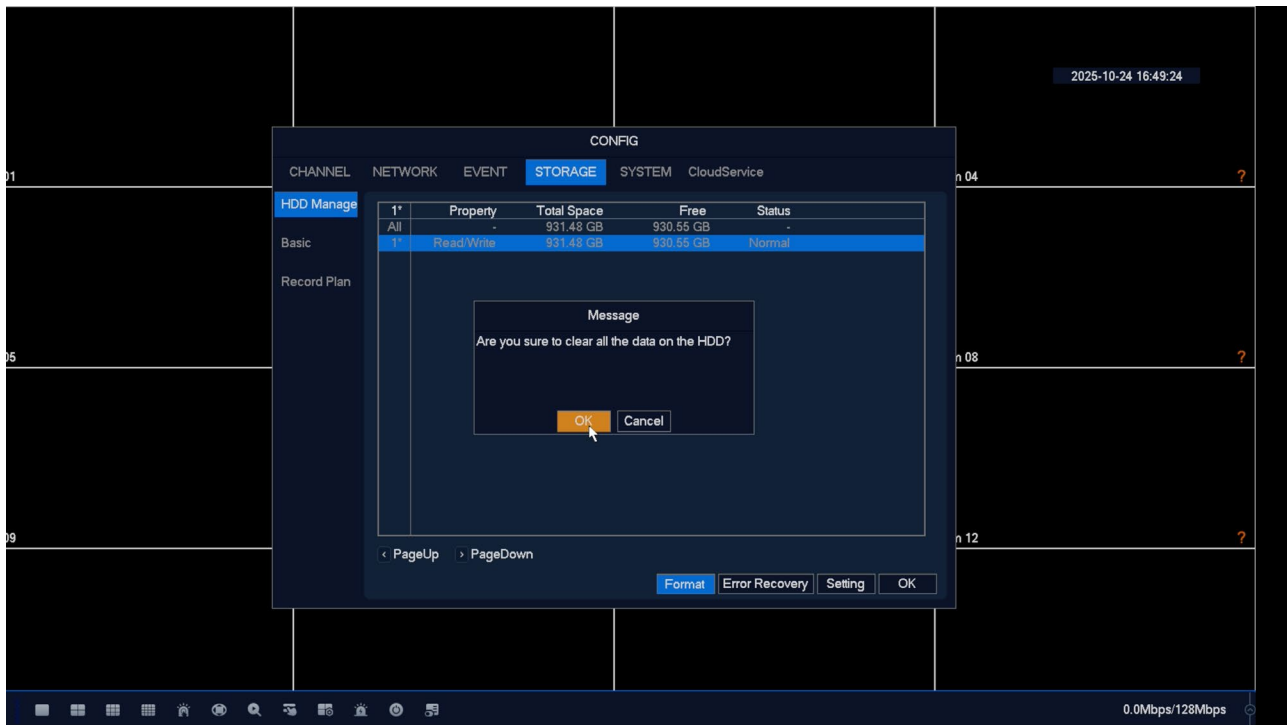 2025-10-24 16:49:24
CONFIG
CHANNEL NETWORK EVENT STORAGE SYSTEM CloudService
01
n 04 ?
HDD Manage
Basic
Record Plan
1* Property Total Space Free Status
All - 931.48 GB 930.55 GB -
1* Read/Write 931.48 GB 930.55 GB Normal
Message
Are you sure to clear all the data on the HDD?
OK Cancel
05
n 08 ?
09
n 12 ?
< PageUp > PageDown
Format Error Recovery Setting OK
0.0Mbps/128Mbps